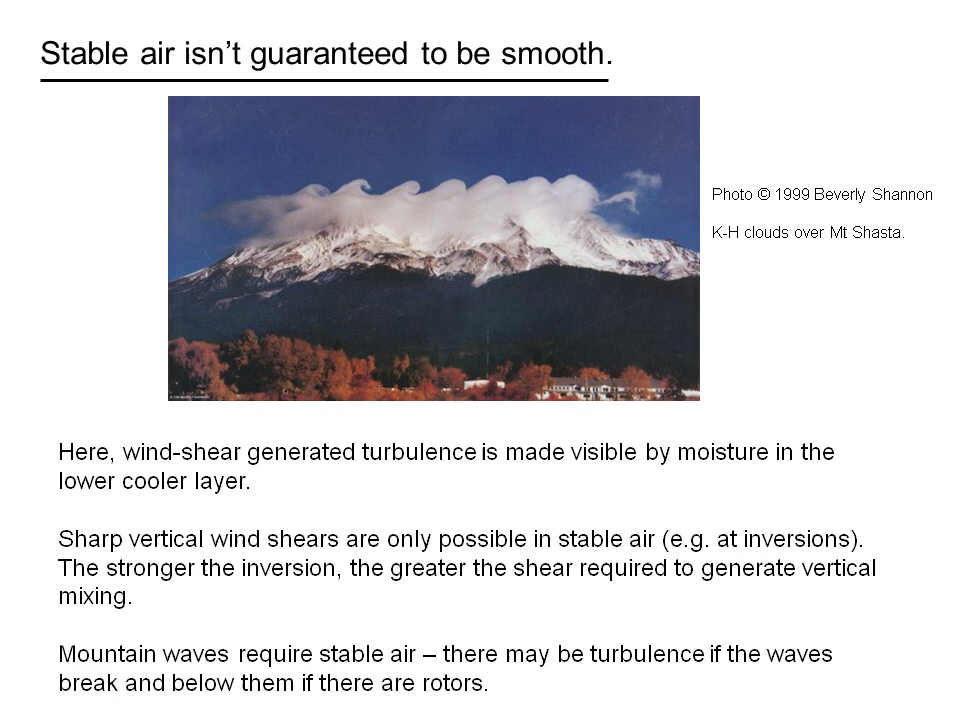 Stable air isn’t guaranteed to be smooth.
Photo © 1999 Beverly Shannon
K-H clouds over Mt Shasta.
Here, wind-shear generated turbulence is made visible by moisture in the
lower cooler layer.
Sharp vertical wind shears are only possible in stable air (e.g. at inversions).
The stronger the inversion, the greater the shear required to generate vertical
mixing.
Mountain waves require stable air – there may be turbulence if the waves
break and below them if there are rotors.